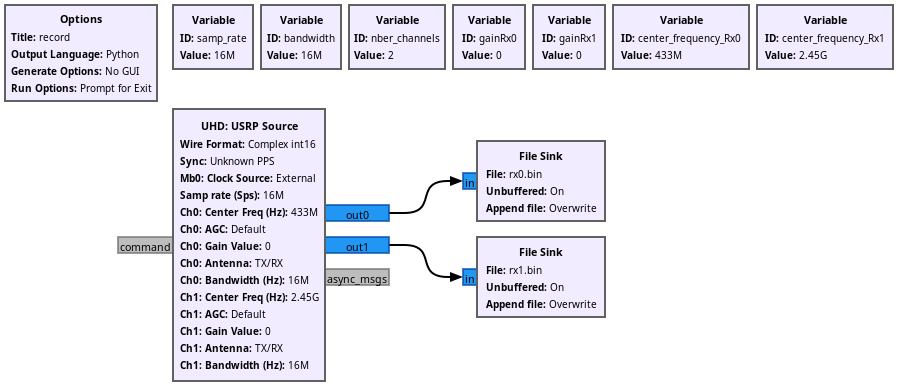 Options
Title: record
Output Language: Python
Generate Options: No GUI
Run Options: Prompt for Exit
Variable
ID: samp_rate
Value: 16M
Variable
ID: bandwidth
Value: 16M
Variable
ID: nber_channels
Value: 2
Variable
ID: gainRx0
Value: 0
Variable
ID: gainRx1
Value: 0
Variable
ID: center_frequency_Rx0
Value: 433M
Variable
ID: center_frequency_Rx1
Value: 2.45G
command
UHD: USRP Source
Wire Format: Complex int16
Sync: Unknown PPS
Mb0: Clock Source: External
Samp rate (Sps): 16M
Ch0: Center Freq (Hz): 433M
Ch0: AGC: Default
Ch0: Gain Value: 0
Ch0: Antenna: TX/RX
Ch0: Bandwidth (Hz): 16M
Ch1: Center Freq (Hz): 2.45G
Ch1: AGC: Default
Ch1: Gain Value: 0
Ch1: Antenna: TX/RX
Ch1: Bandwidth (Hz): 16M
out0
out1
async_msgs
in
File Sink
File: rx0.bin
Unbuffered: On
Append file: Overwrite
in
File Sink
File: rx1.bin
Unbuffered: On
Append file: Overwrite